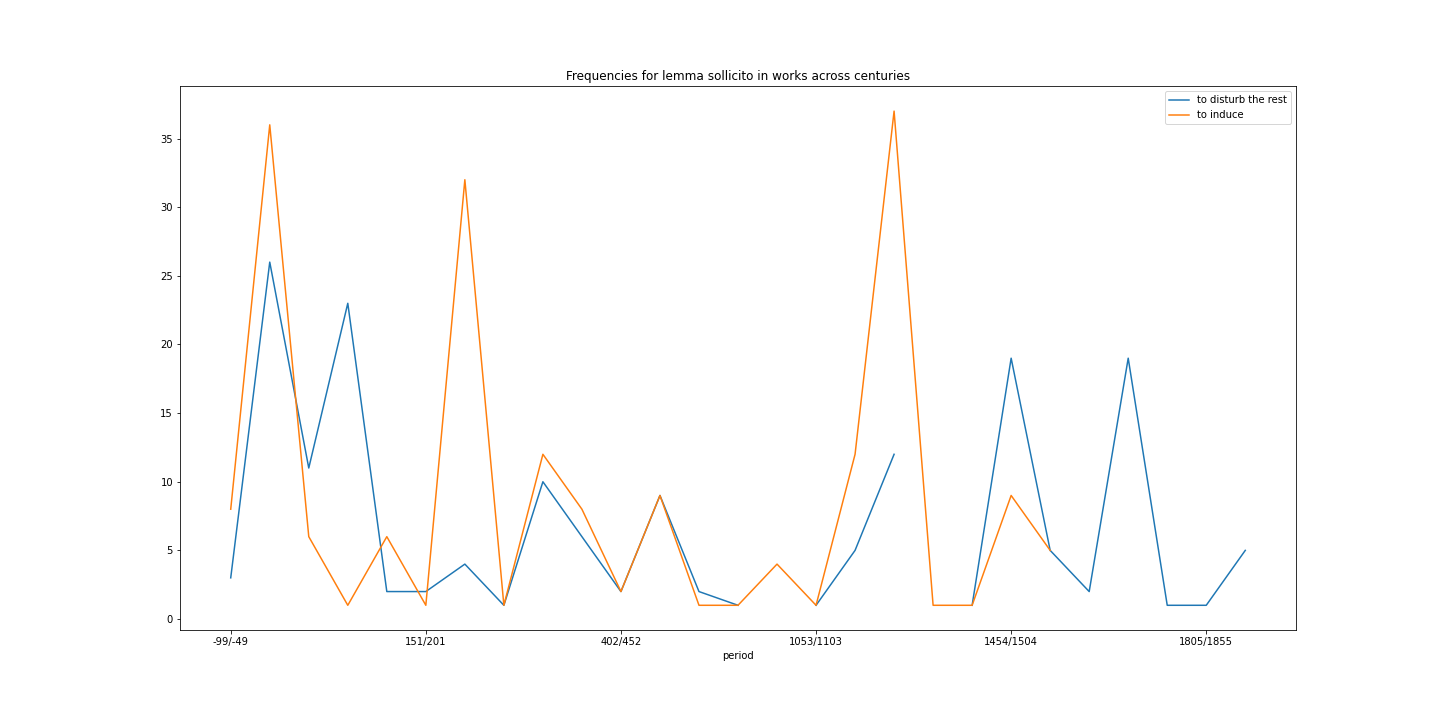 Frequencies for lemma sollicito in works across centuries
to disturb the rest
to induce
35
30
25
20
15
10
5
0
-99/-49 151/201 402/452 1053/1103 1454/1504 1805/1855
period